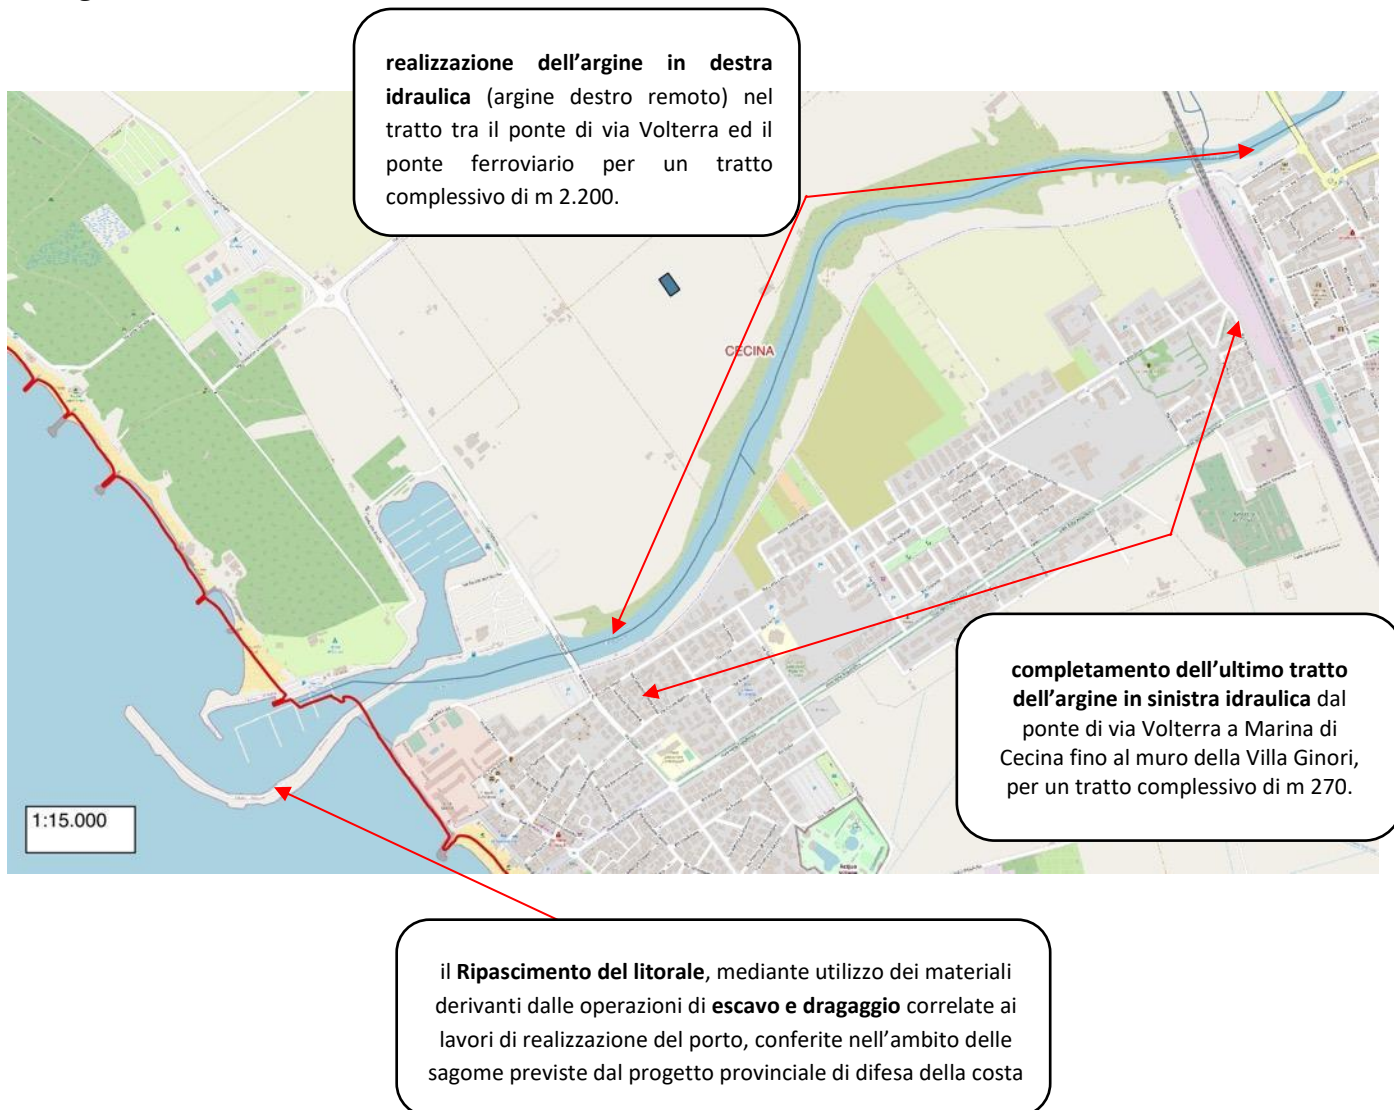 realizzazione dell'argine in destra
idraulica (argine destro remoto) nel
tratto tra il ponte di via Volterra ed il
ponte ferroviario per un tratto
complessivo di m 2.200.
CECINA
completamento dell'ultimo tratto
dell'argine in sinistra idraulica dal
ponte di via Volterra a Marina di
Cecina fino al muro della Villa Ginori,
per un tratto complessivo di m 270.
1:15.000
Acqua
il Ripascimento del litorale, mediante utilizzo dei materiali
derivanti dalle operazioni di escavo e dragaggio correlate ai
lavori di realizzazione del porto, conferite nell'ambito delle
sagome previste dal progetto provinciale di difesa della costa